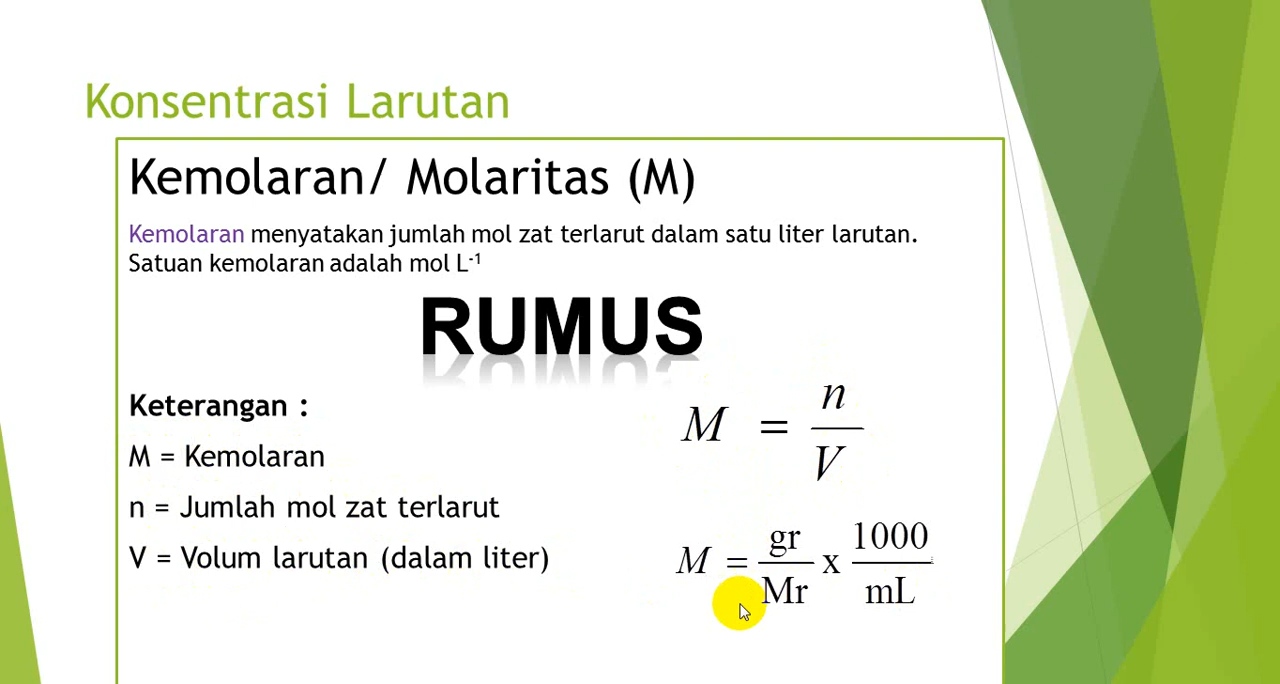 Konsentrasi Larutan
Kemolaran/ Molaritas (M)
Kemolaran menyatakan jumlah mol zat terlarut dalam satu liter larutan.
Satuan kemolaran adalah mol L⁻¹
RUMUS
Keterangan :
M = Kemolaran
n = Jumlah mol zat terlarut
V = Volum larutan (dalam liter)
M = n/V
M = gr/Mr x 1000/mL